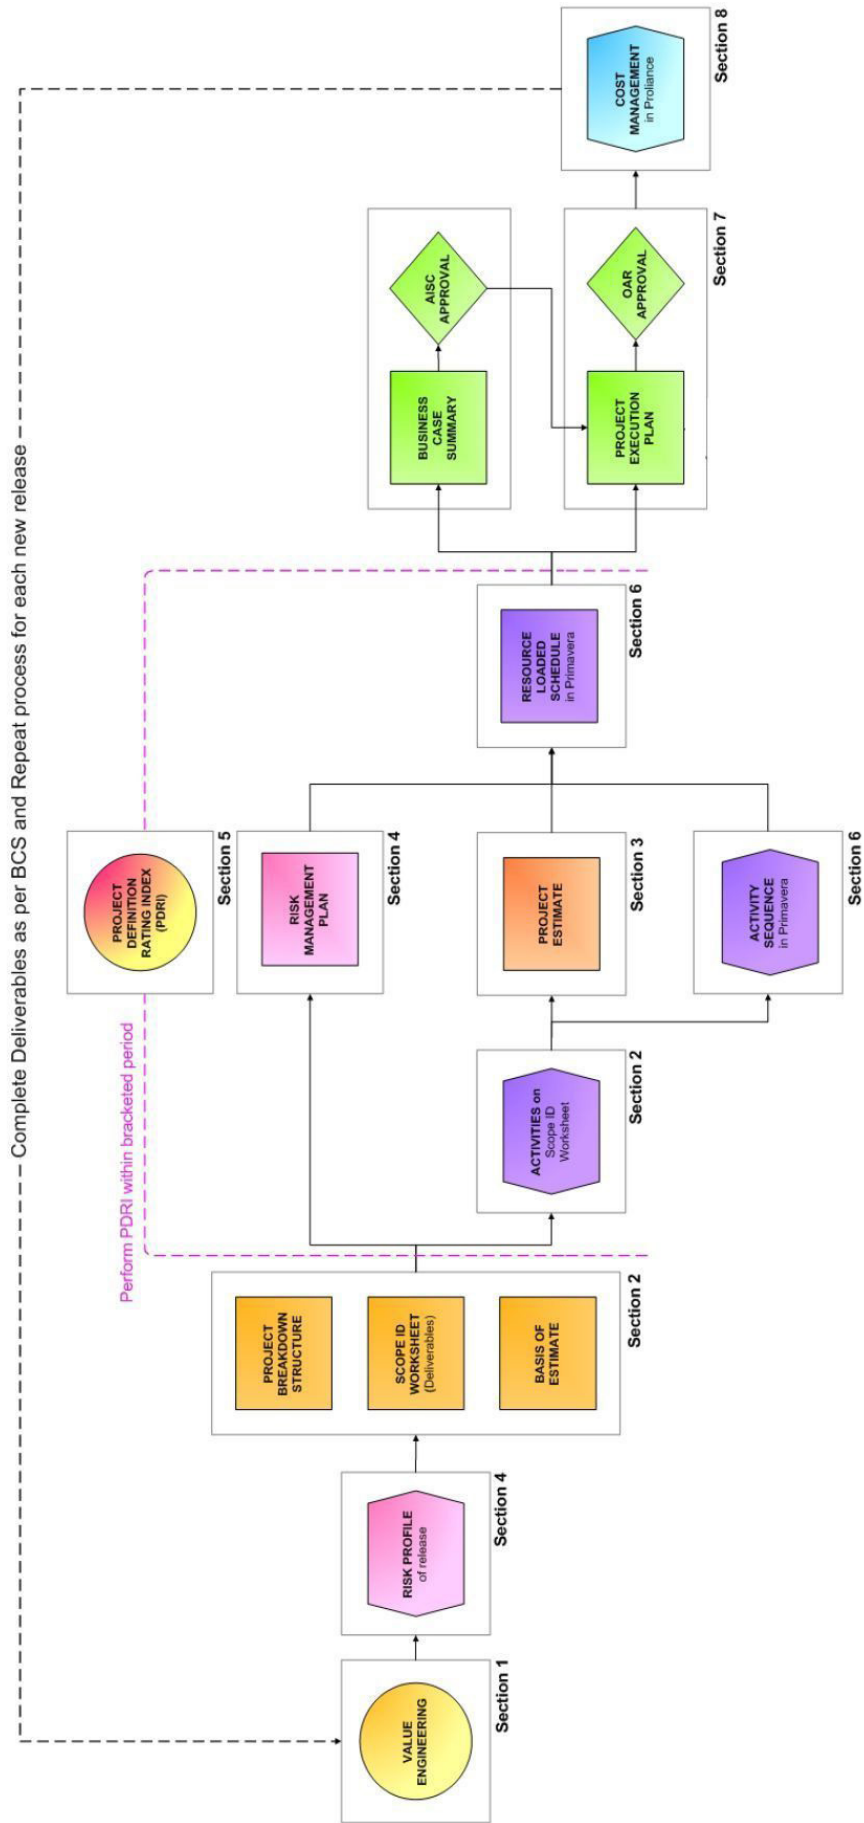 Complete Deliverables as per BCS and Repeat process for each new release
Perform PDRI within bracketed period
VALUE
ENGINEERING
Section 1
RISK PROFILE
of release
Section 4
PROJECT
BREAKDOWN
STRUCTURE
SCOPE ID
WORKSHEET
(Deliverables)
BASIS OF
ESTIMATE
Section 2
PROJECT
DEFINITION
RATING INDEX
(PDRI)
Section 5
RISK
MANAGEMENT
PLAN
Section 4
ACTIVITIES on
Scope ID
Worksheet
Section 2
PROJECT
ESTIMATE
Section 3
ACTIVITY
SEQUENCE
in Primavera
Section 6
RESOURCE
LOADED
SCHEDULE
in Primavera
Section 6
BUSINESS
CASE
SUMMARY
AISC
APPROVAL
PROJECT
EXECUTION
PLAN
OAR
APPROVAL
Section 7
COST
MANAGEMENT
in Proliance
Section 8